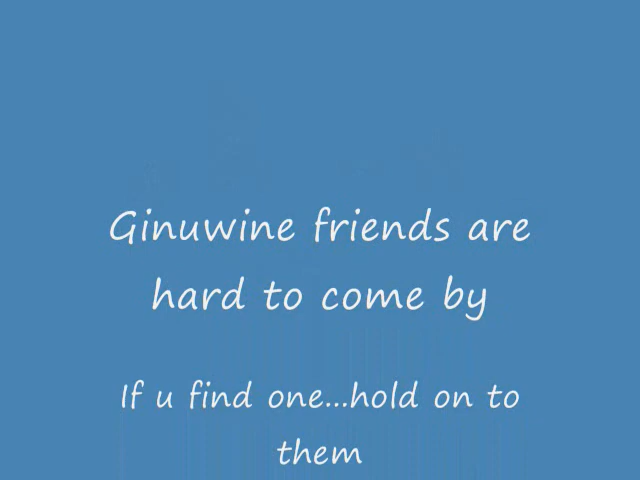 Ginuwine friends are
hard to come by
If u find one...hold on to
them